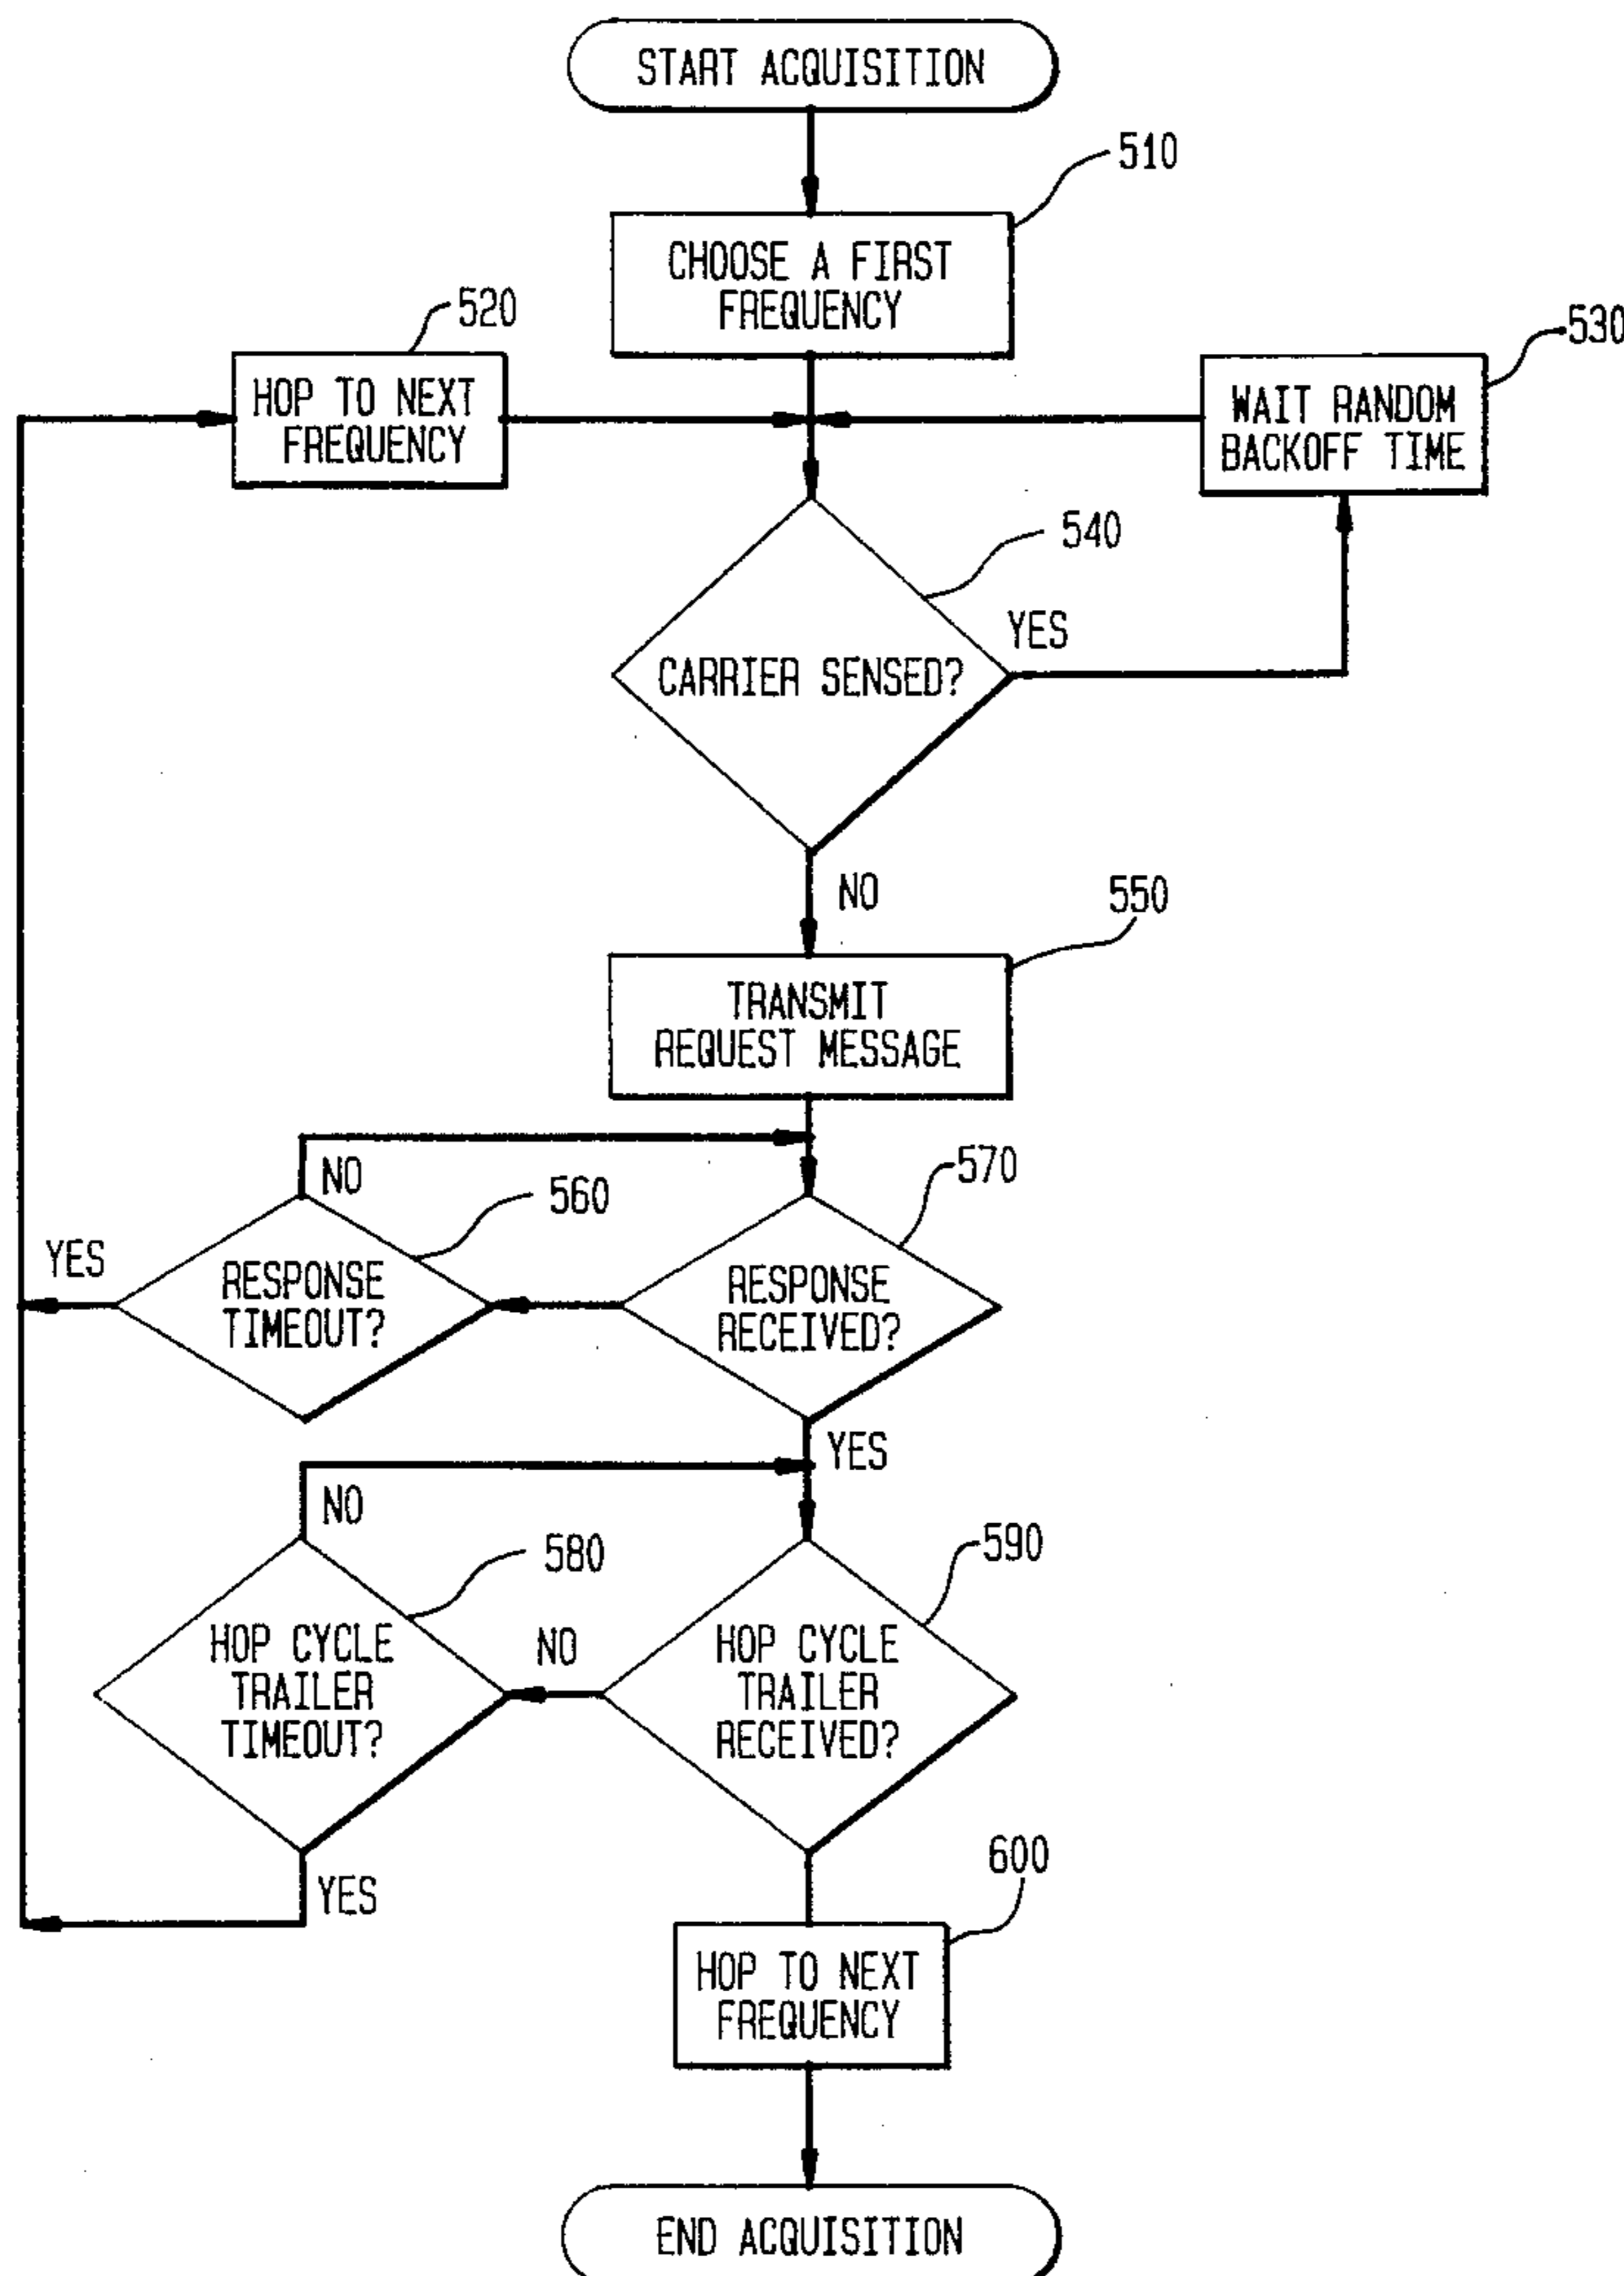 START ACQUISITION
510
CHOOSE A FIRST
FREQUENCY
520
HOP TO NEXT
FREQUENCY
530
WAIT RANDOM
BACKOFF TIME
540
CARRIER SENSED?
YES
NO
550
TRANSMIT
REQUEST MESSAGE
NO
560
YES
RESPONSE
TIMEOUT?
570
RESPONSE
RECEIVED?
YES
NO
580
HOP CYCLE
TRAILER
TIMEOUT?
NO
590
HOP CYCLE
TRAILER
RECEIVED?
YES
600
HOP TO NEXT
FREQUENCY
END ACQUISITION